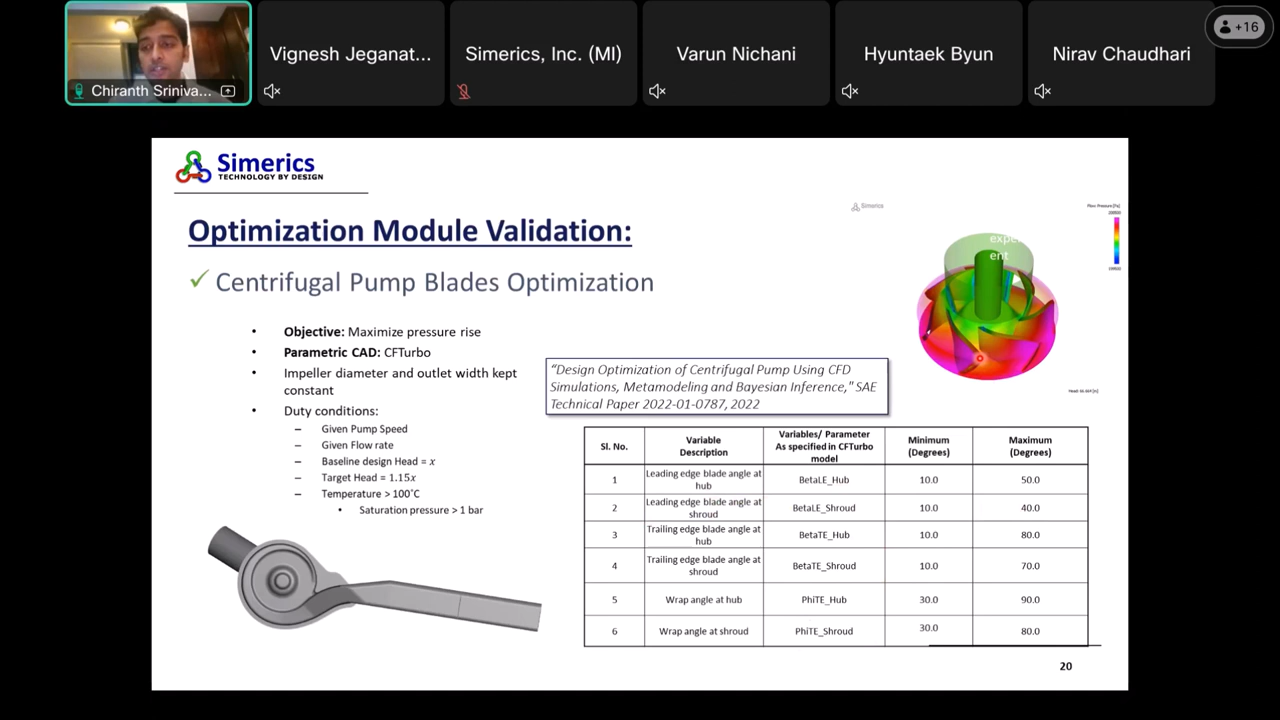 Chiranth Sriniva...
Vignesh Jeganat...
Simerics, Inc. (MI)
Varun Nichani
Hyuntaek Byun
Nirav Chaudhari
+16
Simerics
TECHNOLOGY BY DESIGN
Simerics
Optimization Module Validation:
✓ Centrifugal Pump Blades Optimization
• Objective: Maximize pressure rise
• Parametric CAD: CFTurbo
• Impeller diameter and outlet width kept
constant
• Duty conditions:
– Given Pump Speed
– Given Flow rate
– Baseline design Head = x
– Target Head = 1.15x
– Temperature > 100°C
• Saturation pressure > 1 bar
"Design Optimization of Centrifugal Pump Using CFD
Simulations, Metamodeling and Bayesian Inference," SAE
Technical Paper 2022-01-0787, 2022
Sl. No. Variable Description Variables/ Parameter As specified in CFTurbo model Minimum (Degrees) Maximum (Degrees)
1 Leading edge blade angle at hub BetaLE_Hub 10.0 50.0
2 Leading edge blade angle at shroud BetaLE_Shroud 10.0 40.0
3 Trailing edge blade angle at hub BetaTE_Hub 10.0 80.0
4 Trailing edge blade angle at shroud BetaTE_Shroud 10.0 70.0
5 Wrap angle at hub PhiTE_Hub 30.0 90.0
6 Wrap angle at shroud PhiTE_Shroud 30.0 80.0
20